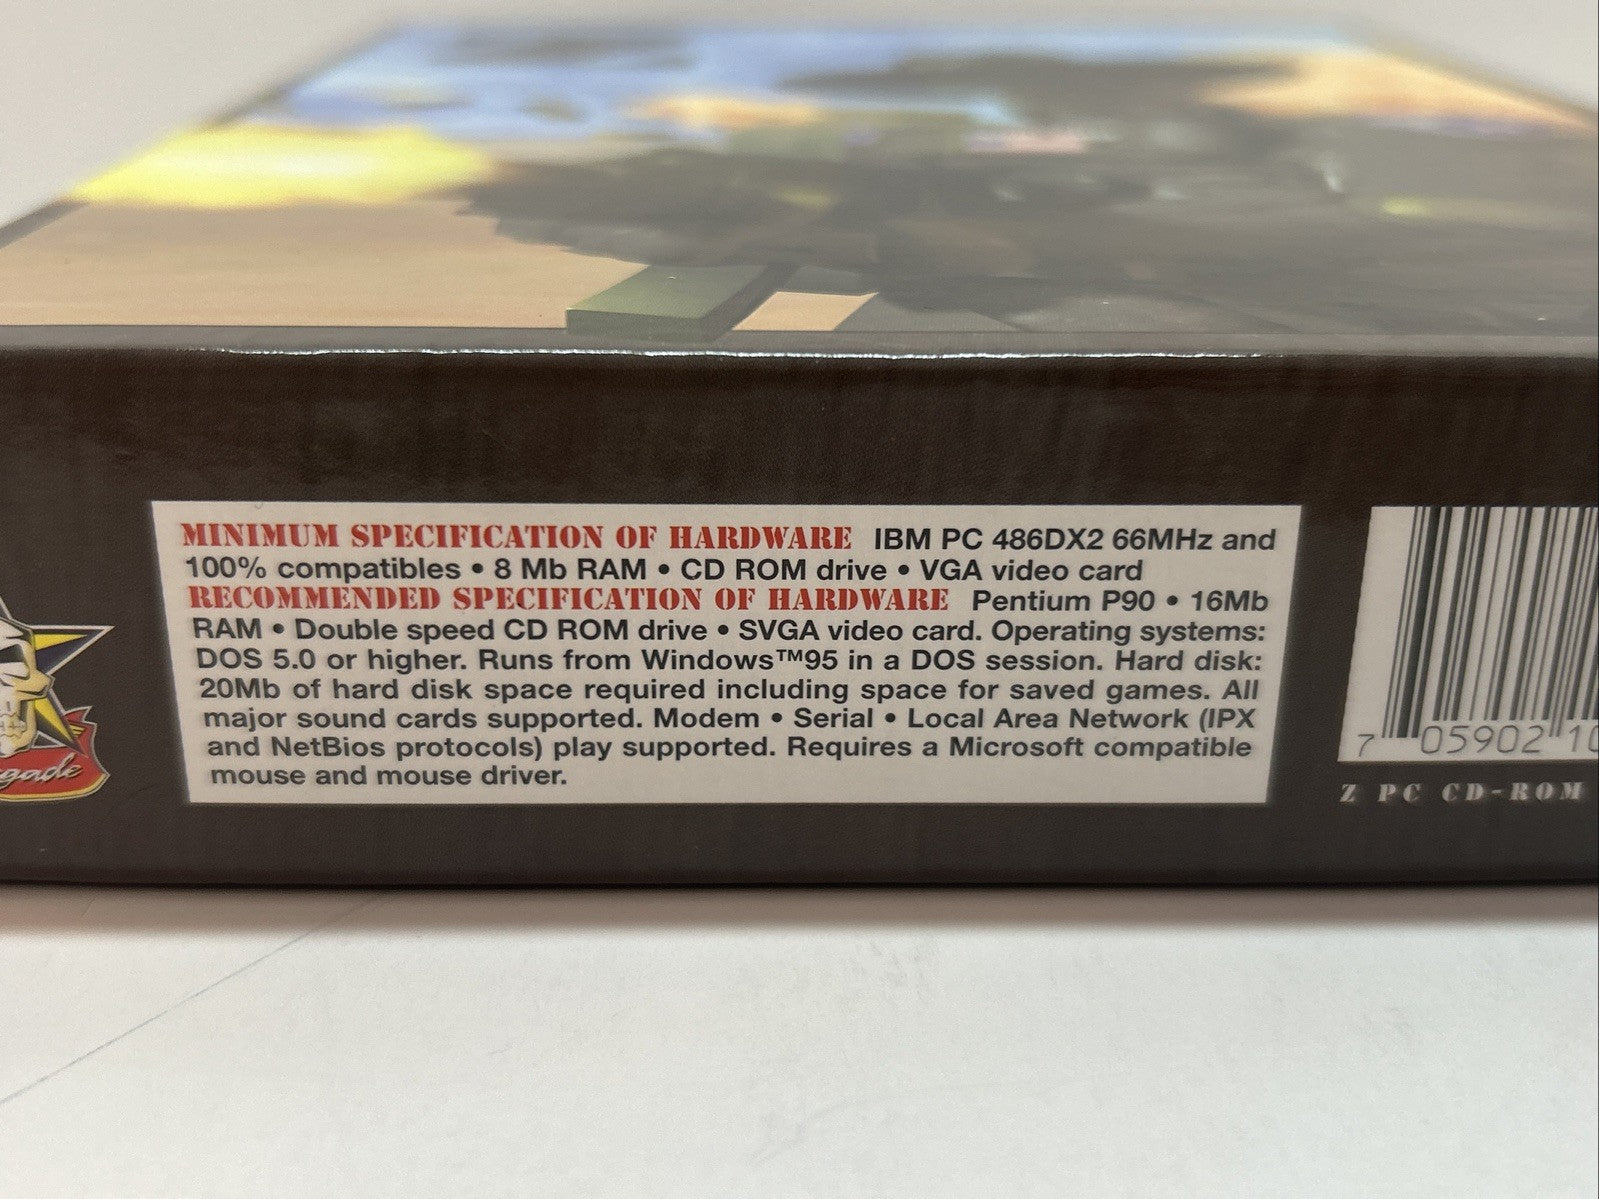 MINIMUM SPECIFICATION OF HARDWARE IBM PC 486DX2 66MHz and
100% compatibles • 8 Mb RAM • CD ROM drive • VGA video card
RECOMMENDED SPECIFICATION OF HARDWARE Pentium P90 • 16Mb
RAM • Double speed CD ROM drive • SVGA video card. Operating systems:
DOS 5.0 or higher. Runs from Windows™95 in a DOS session. Hard disk:
20Mb of hard disk space required including space for saved games. All
major sound cards supported. Modem • Serial • Local Area Network (IPX
and NetBios protocols) play supported. Requires a Microsoft compatible
mouse and mouse driver.
7 05902 10
Z PC CD-ROM